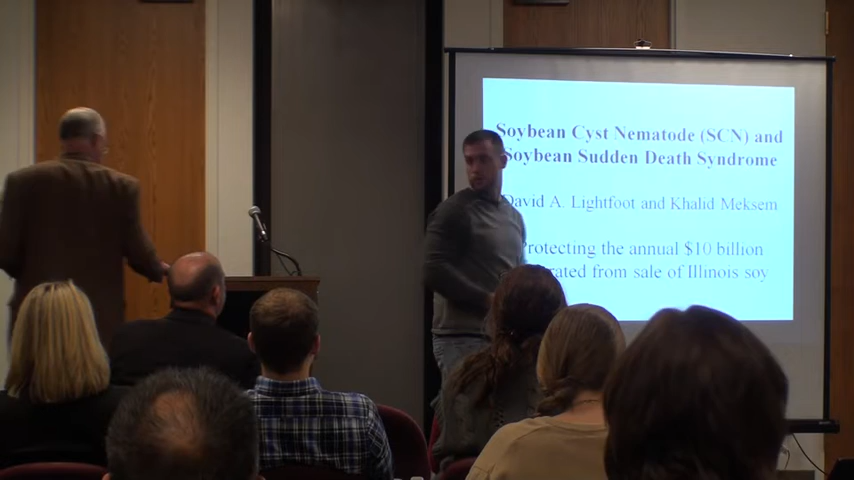 Soybean Cyst Nematode (SCN) and
Soybean Sudden Death Syndrome
David A. Lightfoot and Khalid Meksem
Protecting the annual $10 billion
from sale of Illinois soy